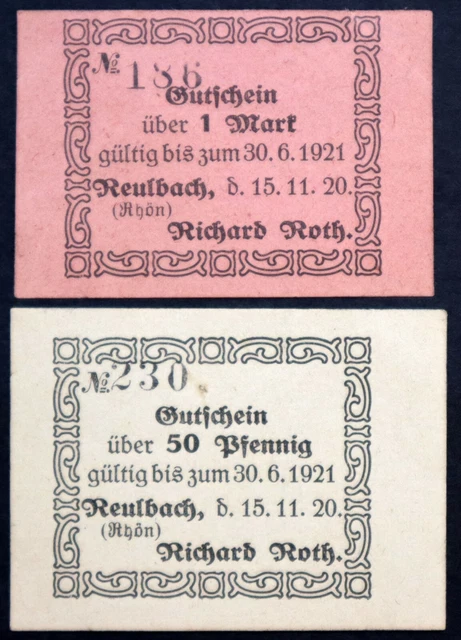 № 186
Gutschein
über 1 Mark
gültig bis zum 30. 6. 1921
Reulbach, d. 15. 11. 20.
(Rhön)
Richard Roth.
№ 230
Gutschein
über 50 Pfennig
gültig bis zum 30. 6. 1921
Reulbach, d. 15. 11. 20.
(Rhön)
Richard Roth.